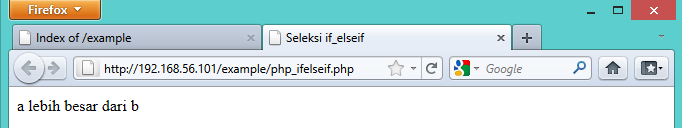 Firefox
Index of /example
Seleksi if_elseif
http://192.168.56.101/example/php_ifelseif.php
Google
a lebih besar dari b